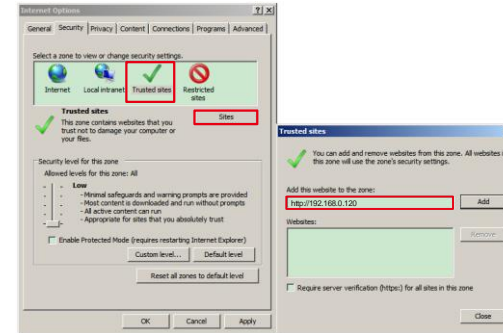 Internet Options
General Security Privacy Content Connections Programs Advanced
Select a zone to view or change security settings.
Internet Local intranet Trusted sites Restricted sites
Trusted sites
This zone contains websites that you
trust not to damage your computer or
your files.
Sites
Security level for this zone
Allowed levels for this zone: All
Low
- Minimal safeguards and warning prompts are provided
- Most content is downloaded and run without prompts
- All active content can run
- Appropriate for sites that you absolutely trust
Enable Protected Mode (requires restarting Internet Explorer)
Custom level... Default level
Reset all zones to default level
OK Cancel Apply
Trusted sites
You can add and remove websites from this zone. All websites
this zone will use the zone's security settings.
Add this website to the zone:
http://192.168.0.120 Add
Websites:
Remove
Require server verification (https:) for all sites in this zone
Close